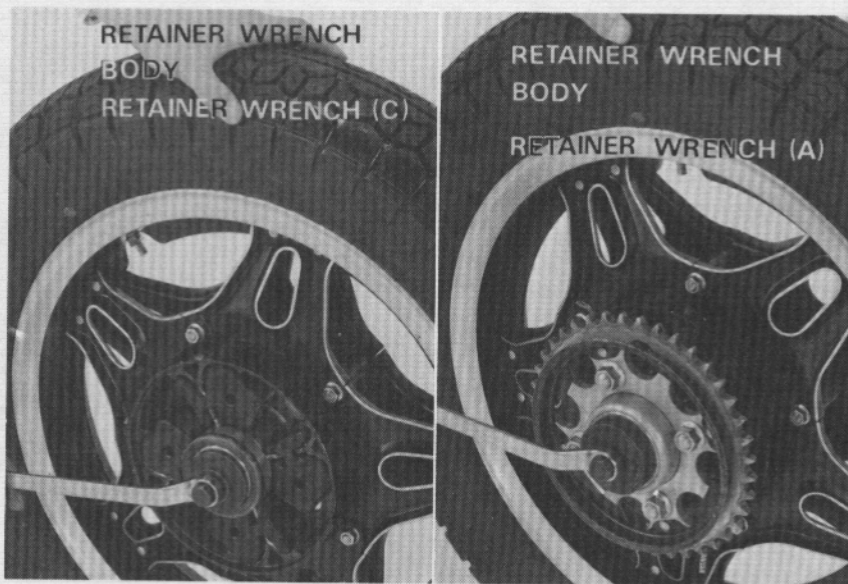 RETAINER WRENCH
BODY
RETAINER WRENCH (C)
RETAINER WRENCH
BODY
RETAINER WRENCH (A)